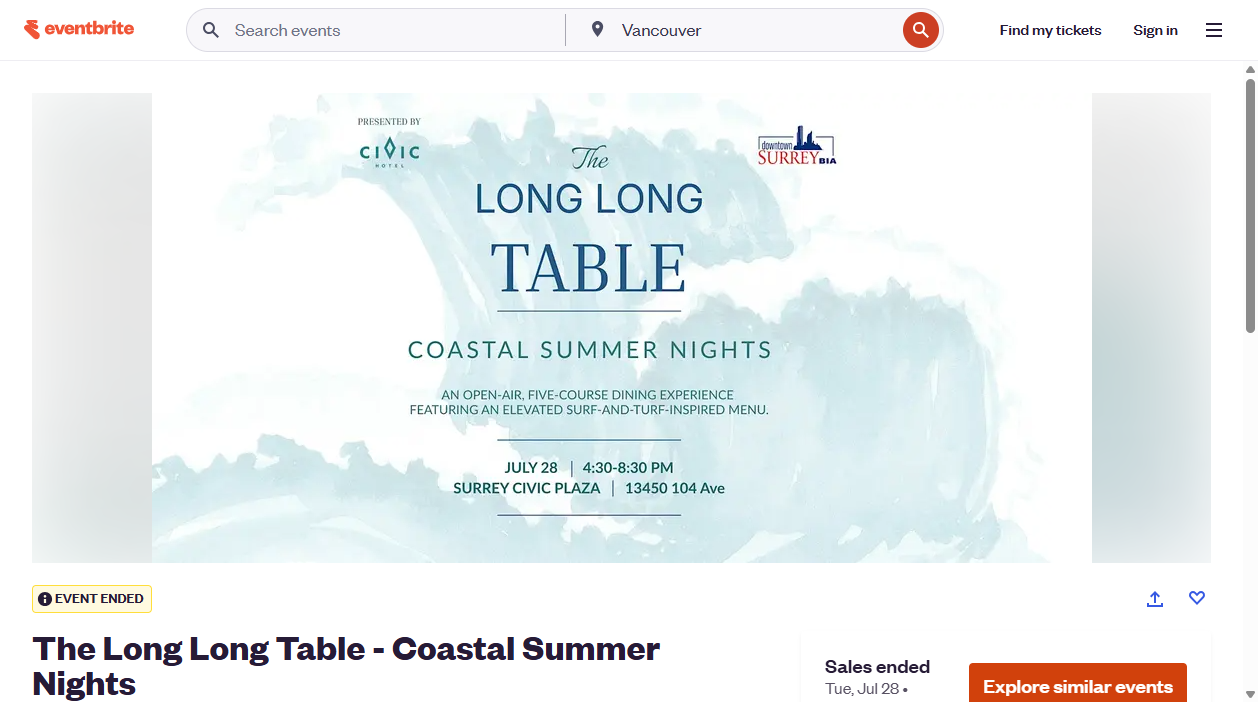 eventbrite
Search events
Vancouver
Find my tickets
Sign in
PRESENTED BY
CIVIC
HOTEL
downtown
SURREY BIA
The
LONG LONG
TABLE
COASTAL SUMMER NIGHTS
AN OPEN-AIR, FIVE-COURSE DINING EXPERIENCE
FEATURING AN ELEVATED SURF-AND-TURF-INSPIRED MENU.
JULY 28 | 4:30-8:30 PM
SURREY CIVIC PLAZA | 13450 104 Ave
EVENT ENDED
The Long Long Table - Coastal Summer
Nights
Sales ended
Tue, Jul 28 •
Explore similar events